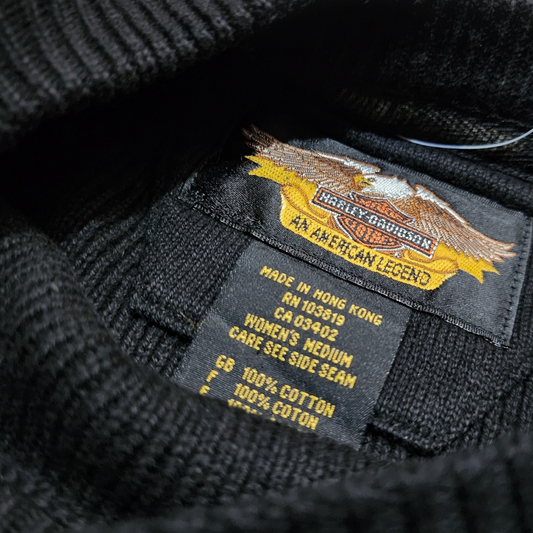 HARLEY-DAVIDSON
AN AMERICAN LEGEND
MADE IN HONG KONG
RN 103819
CA 03402
WOMEN'S MEDIUM
CARE SEE SIDE SEAM
GB 100% COTTON
F 100% COTON